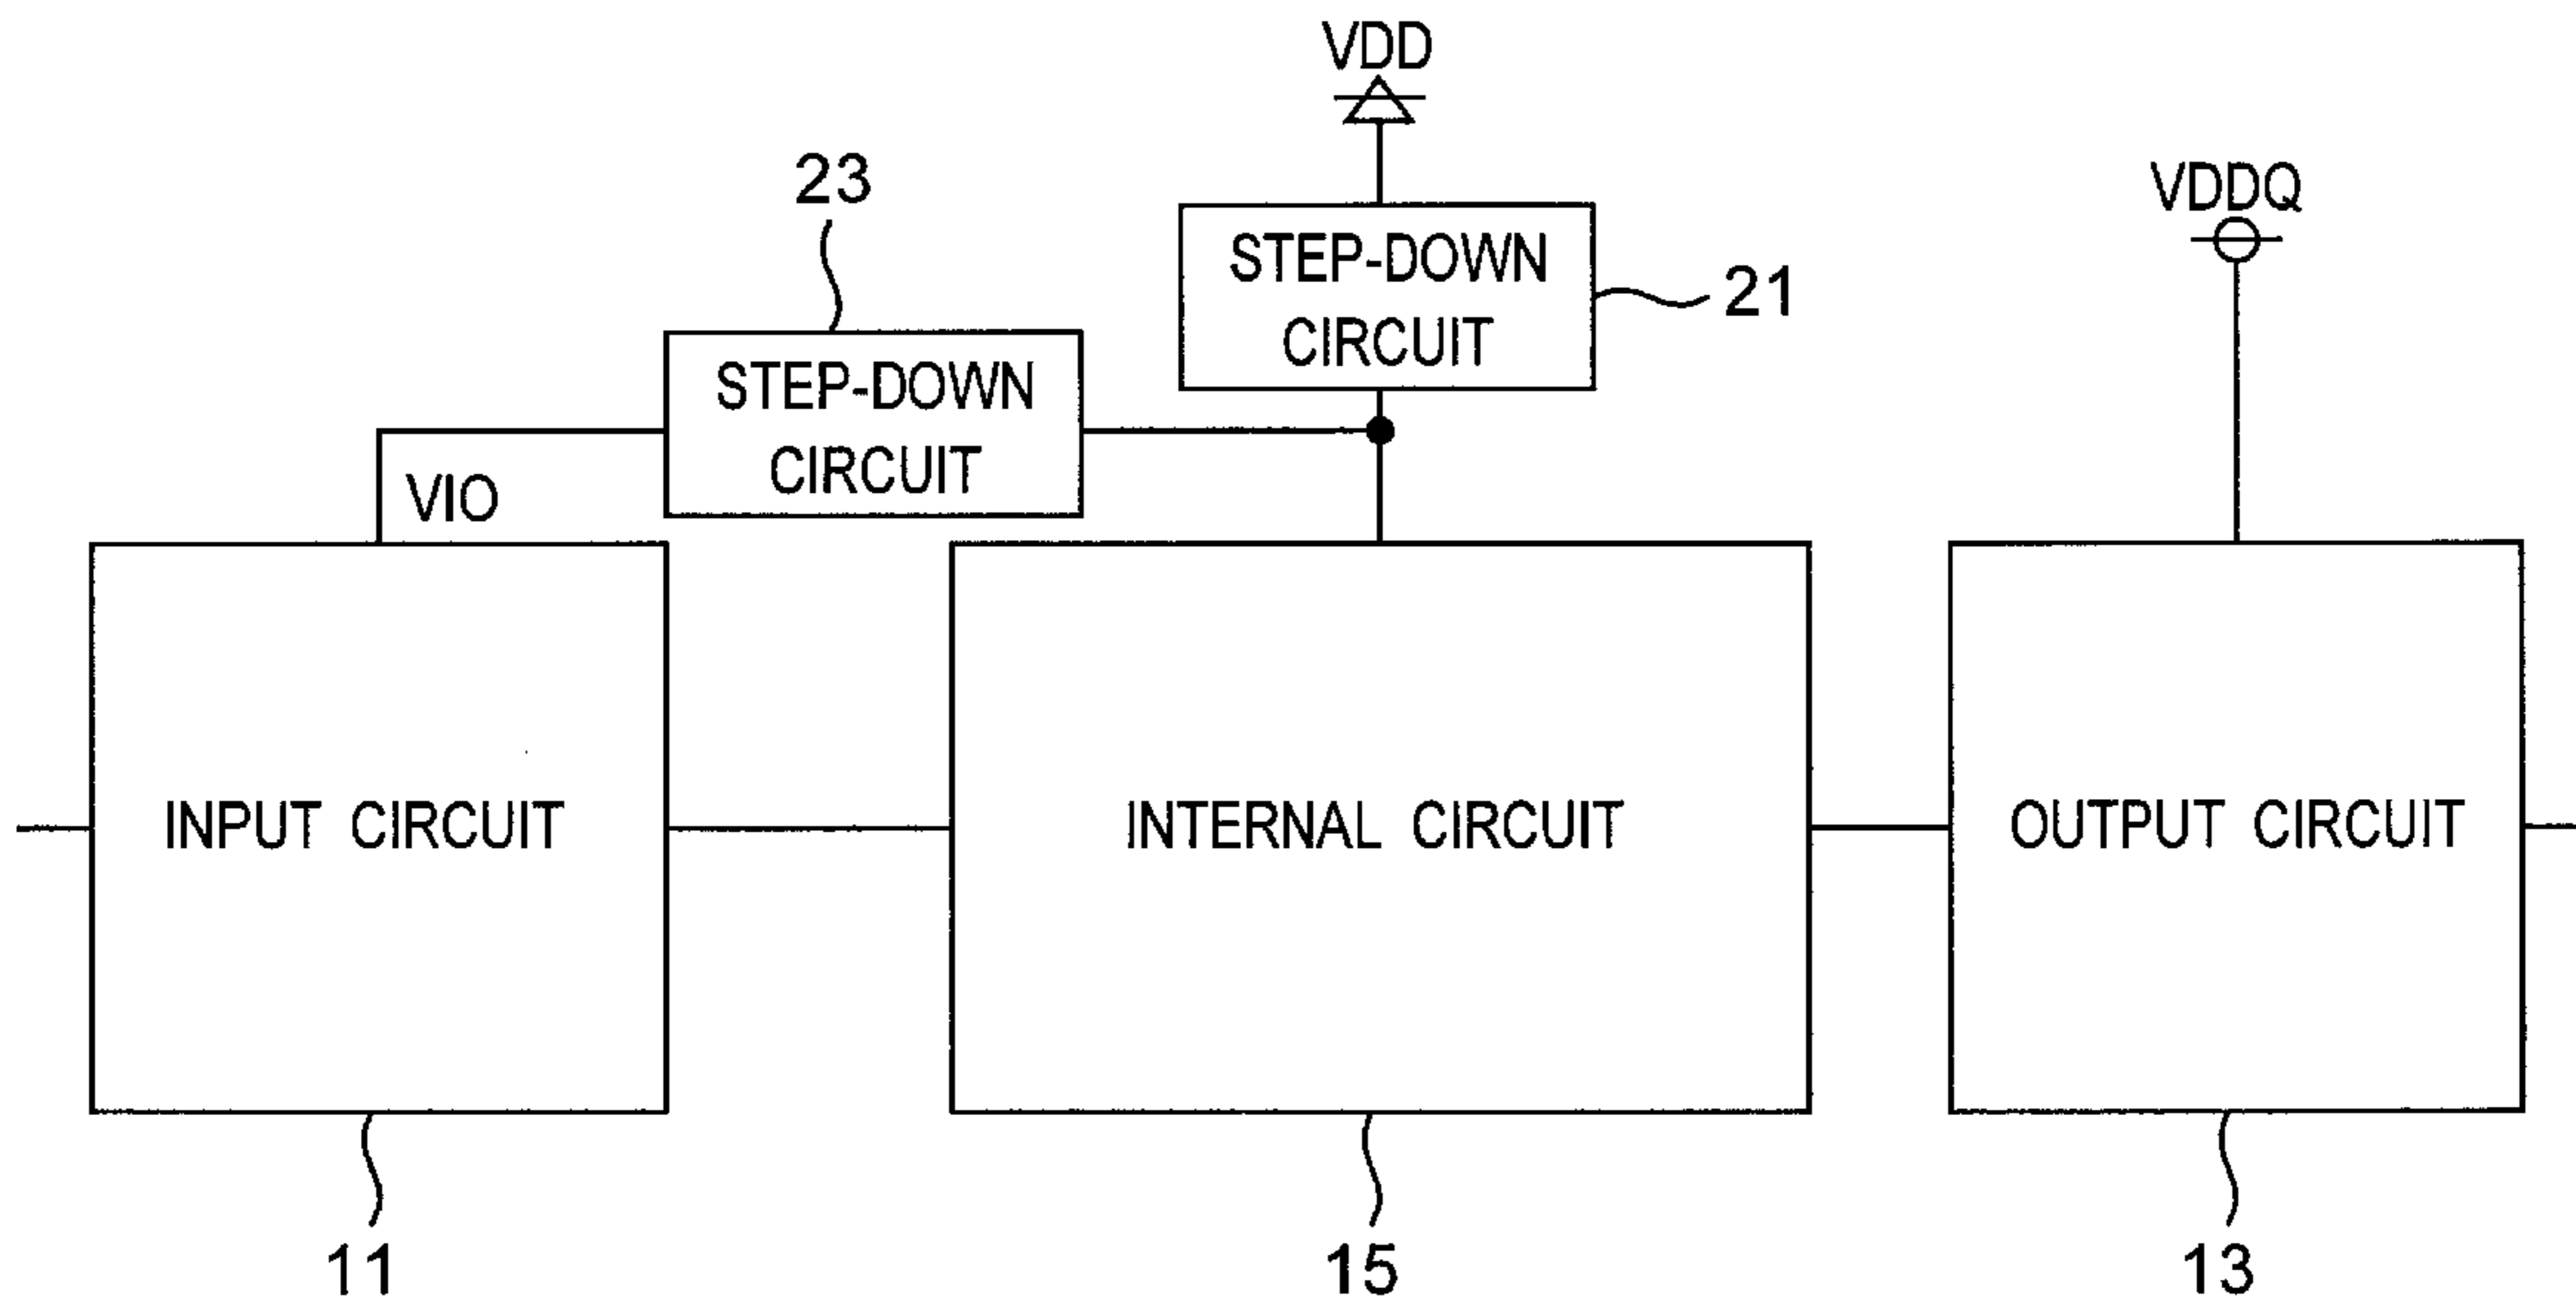 VDD
VDDQ
23
STEP-DOWN
CIRCUIT
21
STEP-DOWN
CIRCUIT
VIO
INPUT CIRCUIT
INTERNAL CIRCUIT
OUTPUT CIRCUIT
11
15
13